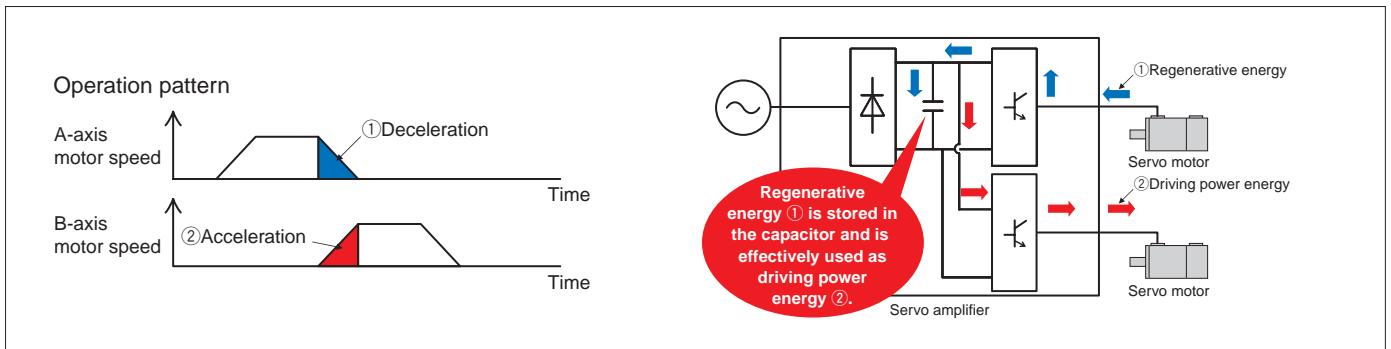 Operation pattern
A-axis
motor speed
①Deceleration
Time
B-axis
motor speed
②Acceleration
Time
①Regenerative energy
Servo motor
②Driving power energy
Servo motor
Regenerative
energy ① is stored in
the capacitor and is
effectively used as
driving power
energy ②.
Servo amplifier